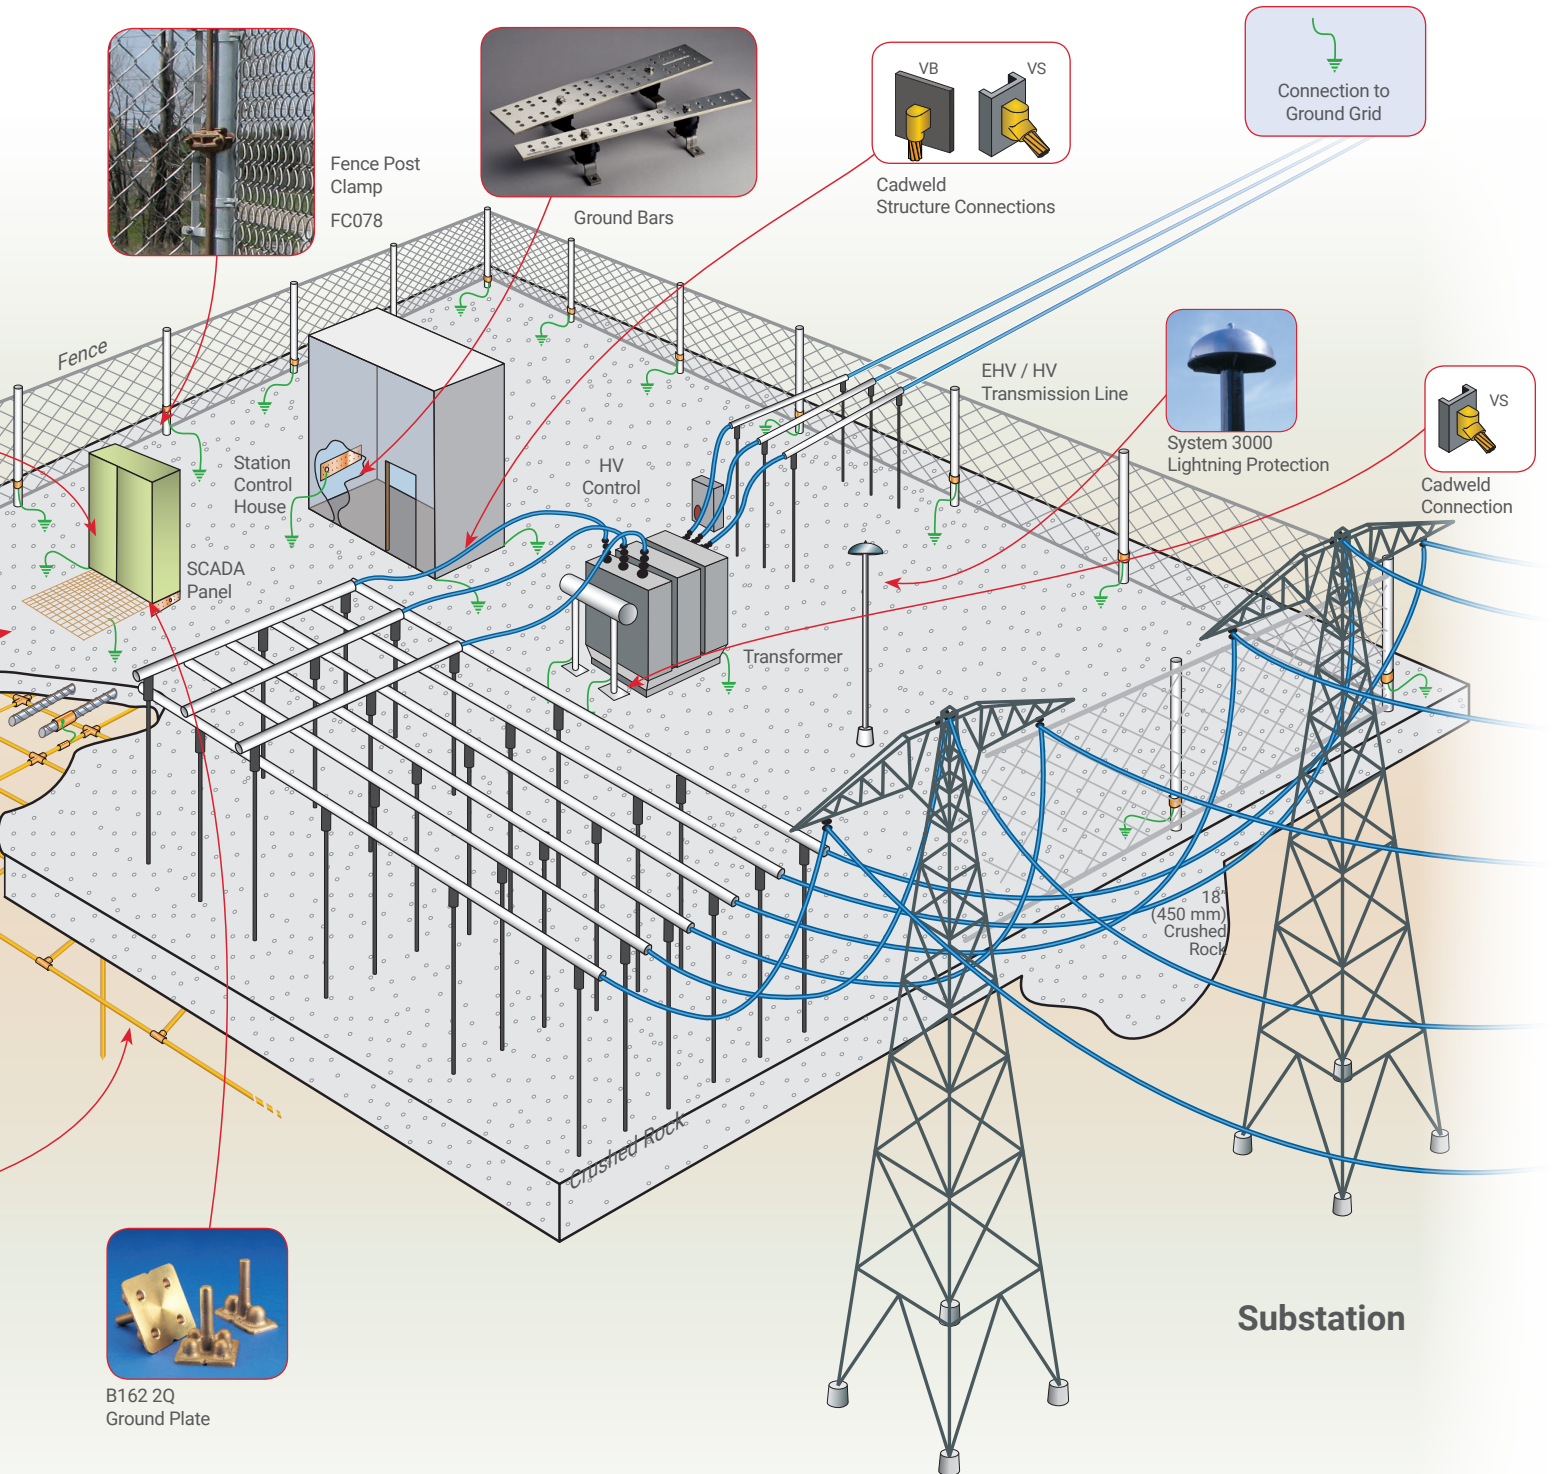 Connection to
Ground Grid
VB
VS
Fence Post
Clamp
FC078
Ground Bars
Cadweld
Structure Connections
Fence
EHV / HV
Transmission Line
System 3000
Lightning Protection
VS
Cadweld
Connection
Station
Control
House
HV
Control
SCADA
Panel
Transformer
18"
(450 mm)
Crushed
Rock
Crushed Rock
Substation
B162 2Q
Ground Plate